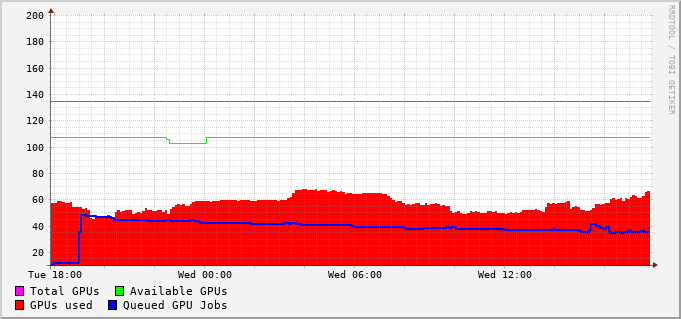 RRDTOOL / TOBI OETIKER
200
180
160
140
120
100
80
60
40
20
Tue 18:00 Wed 00:00 Wed 06:00 Wed 12:00
Total GPUs Available GPUs
GPUs used Queued GPU Jobs